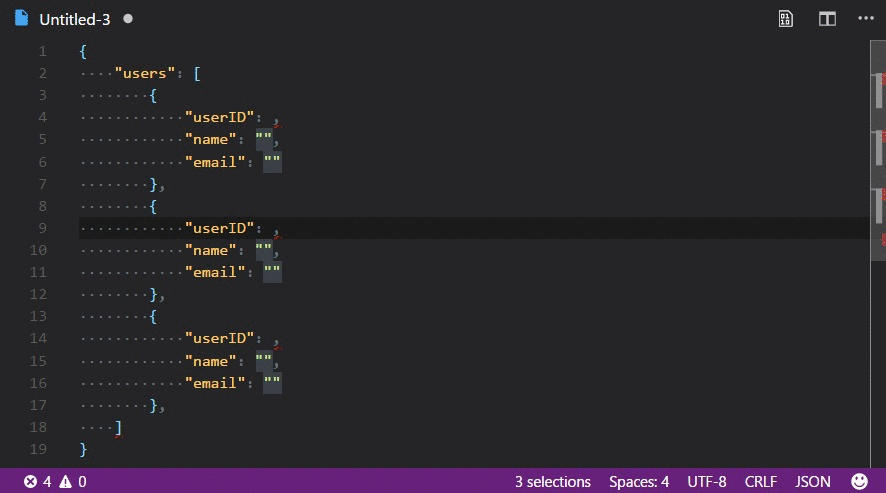 Untitled-3
1 {
2 ····"users": [
3 ········{
4 ············"userID": ,
5 ············"name": "",
6 ············"email": ""
7 ········},
8 ········{
9 ············"userID": ,
10 ············"name": "",
11 ············"email": ""
12 ········},
13 ········{
14 ············"userID": ,
15 ············"name": "",
16 ············"email": ""
17 ········},
18 ····]
19 }
4 0 3 selections Spaces: 4 UTF-8 CRLF JSON